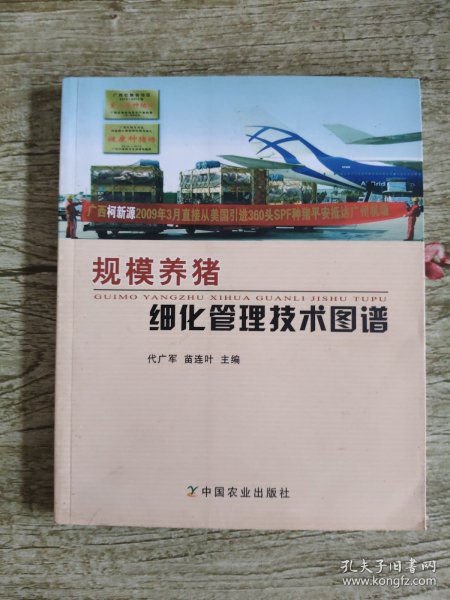 广西柯新源2009年3月直接从美国引进360头SPF种猪平安抵达广州机场
规模养猪
GUIMO YANGZHU XIHUA GUANLI JISHU TUPU
细化管理技术图谱
代广军 苗连叶 主编
中国农业出版社
孔夫子旧书网
www.kongfz.com